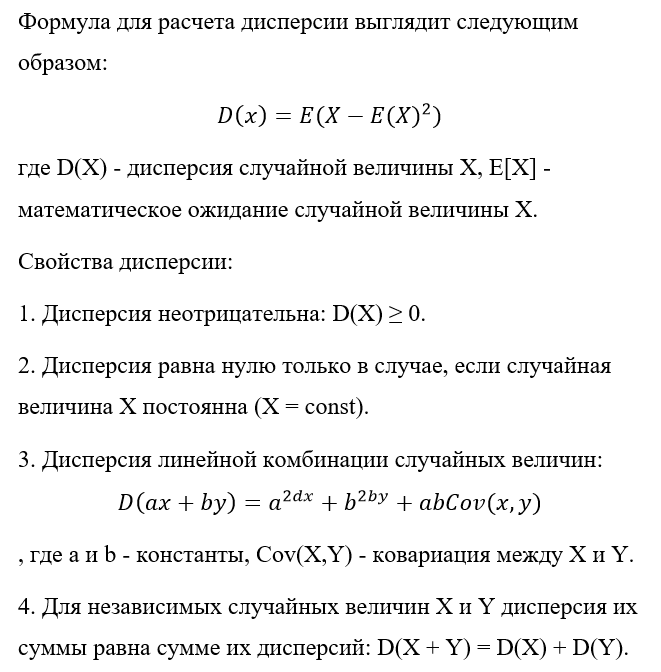 Формула для расчета дисперсии выглядит следующим
образом:
D(x) = E(X − E(X)²)
где D(X) - дисперсия случайной величины X, E[X] -
математическое ожидание случайной величины X.
Свойства дисперсии:
1. Дисперсия неотрицательна: D(X) ≥ 0.
2. Дисперсия равна нулю только в случае, если случайная
величина X постоянна (X = const).
3. Дисперсия линейной комбинации случайных величин:
D(ax + by) = a^{2dx} + b^{2by} + abCov(x, y)
, где a и b - константы, Cov(X,Y) - ковариация между X и Y.
4. Для независимых случайных величин X и Y дисперсия их
суммы равна сумме их дисперсий: D(X + Y) = D(X) + D(Y).